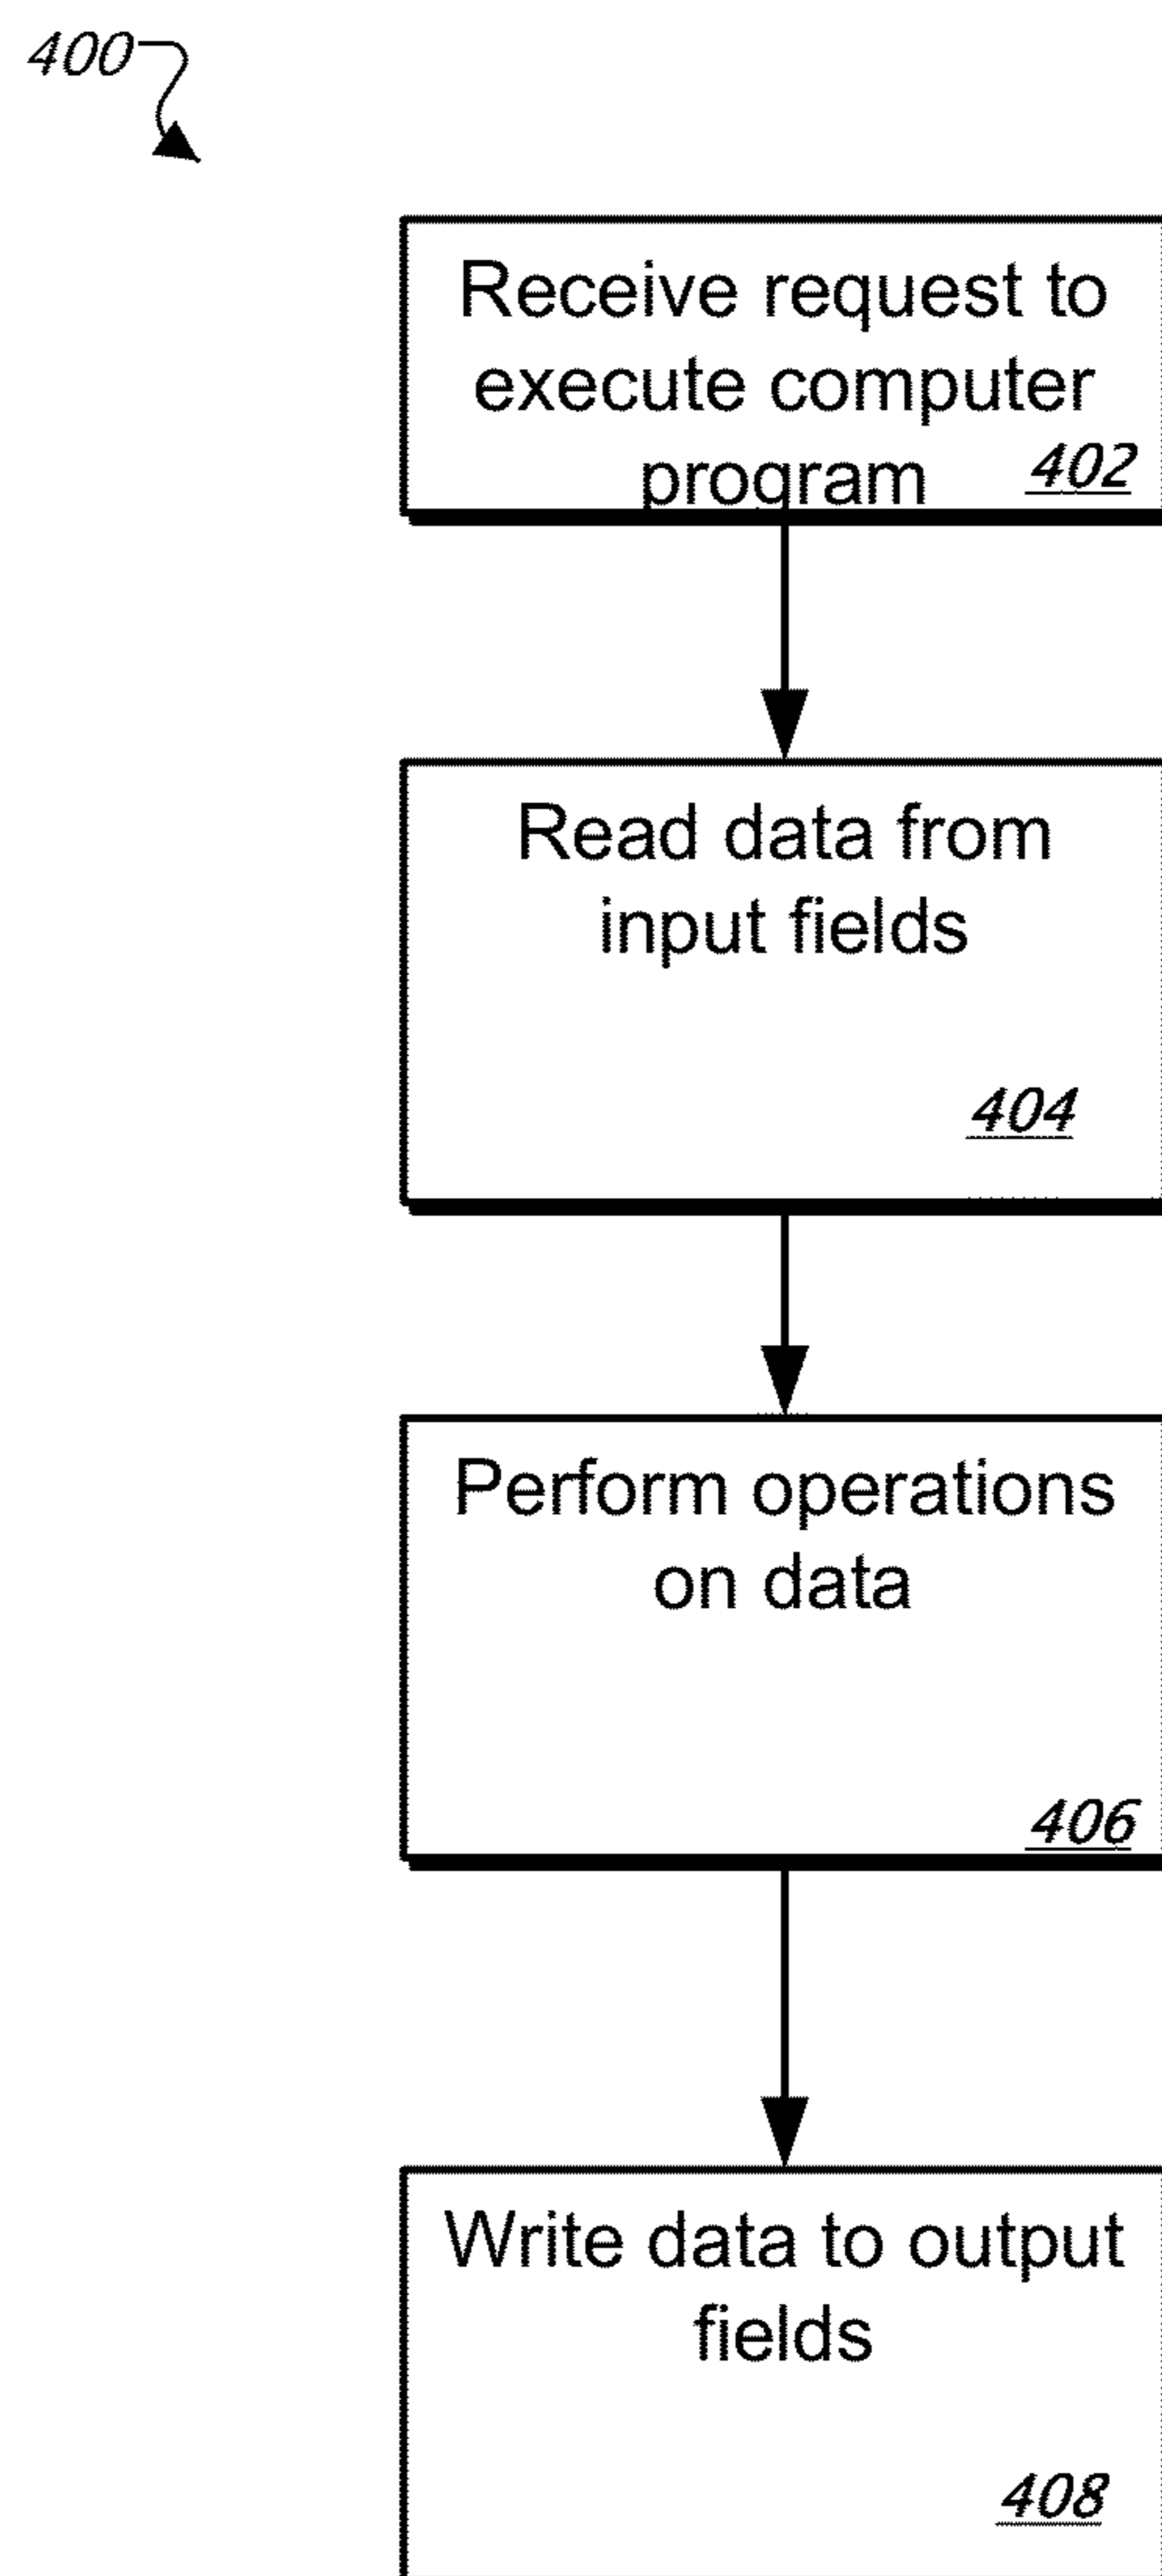 400
Receive request to
execute computer
program 402
Read data from
input fields
404
Perform operations
on data
406
Write data to output
fields
408